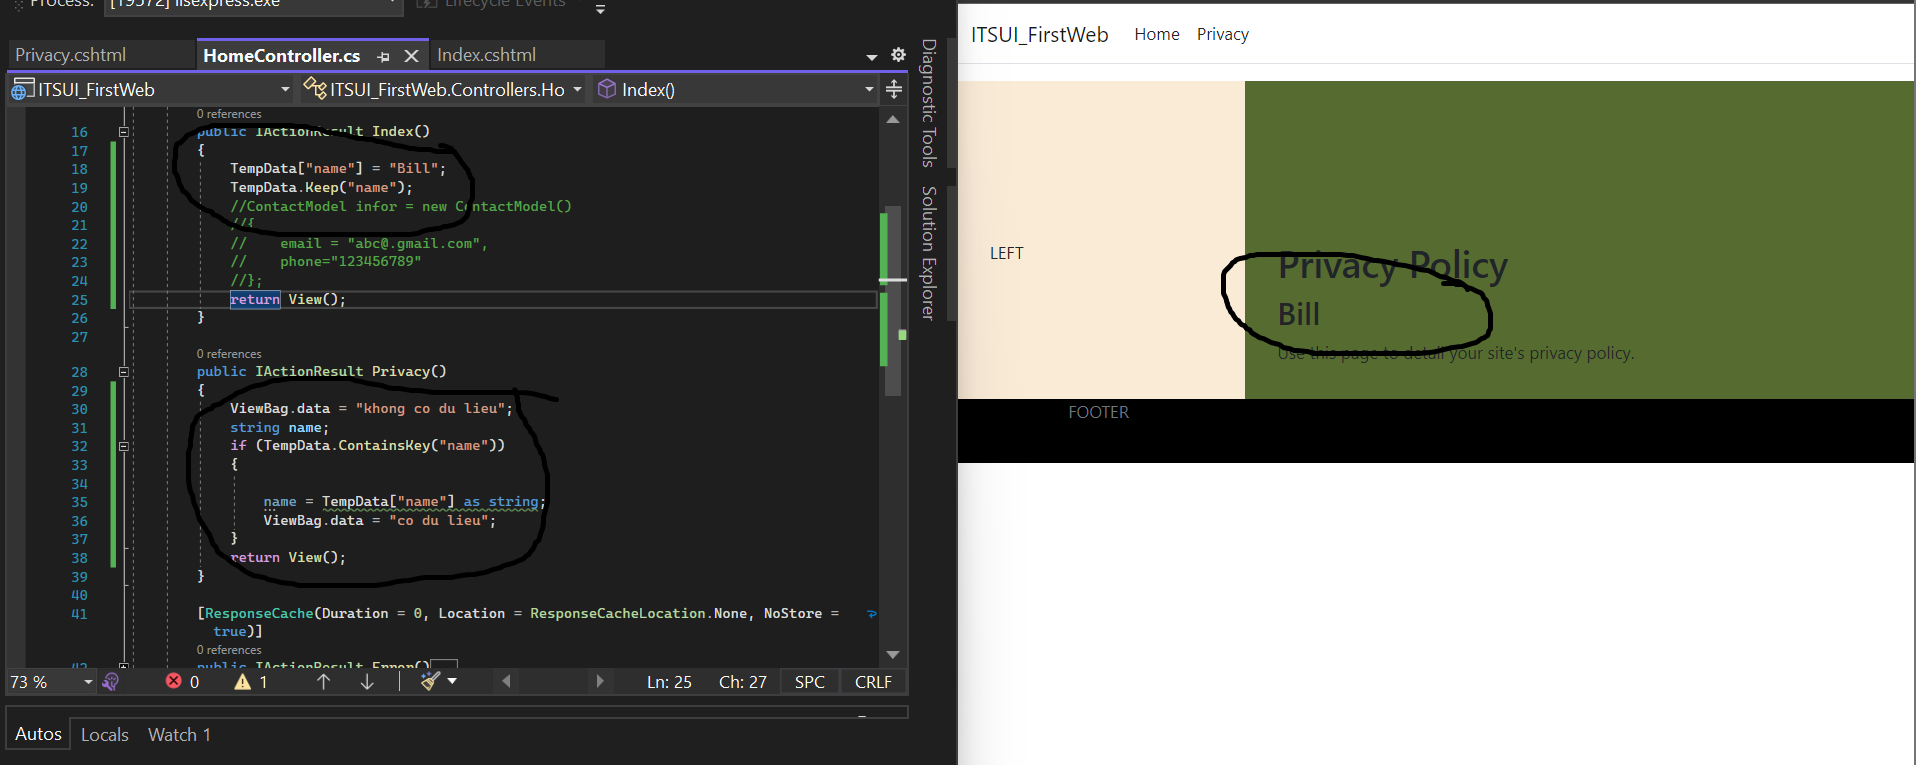 Process: [19372] iisexpress.exe Lifecycle Events
Privacy.cshtml HomeController.cs Index.cshtml
ITSUI_FirstWeb ITSUI_FirstWeb.Controllers.Ho Index()
0 references
16 public IActionResult Index()
17 {
18 TempData["name"] = "Bill";
19 TempData.Keep("name");
20 //ContactModel infor = new ContactModel()
21 //{
22 // email = "abc@.gmail.com",
23 // phone="123456789"
24 //};
25 return View();
26 }
27
0 references
28 public IActionResult Privacy()
29 {
30 ViewBag.data = "khong co du lieu";
31 string name;
32 if (TempData.ContainsKey("name"))
33 {
34
35 name = TempData["name"] as string;
36 ViewBag.data = "co du lieu";
37 }
38 return View();
39 }
40
41 [ResponseCache(Duration = 0, Location = ResponseCacheLocation.None, NoStore =
true)]
0 references
42 public IActionResult Error()
73 % 0 1 Ln: 25 Ch: 27 SPC CRLF
Autos Locals Watch 1
Diagnostic Tools
Solution Explorer
ITSUI_FirstWeb Home Privacy
LEFT
Privacy Policy
Bill
Use this page to detail your site's privacy policy.
FOOTER